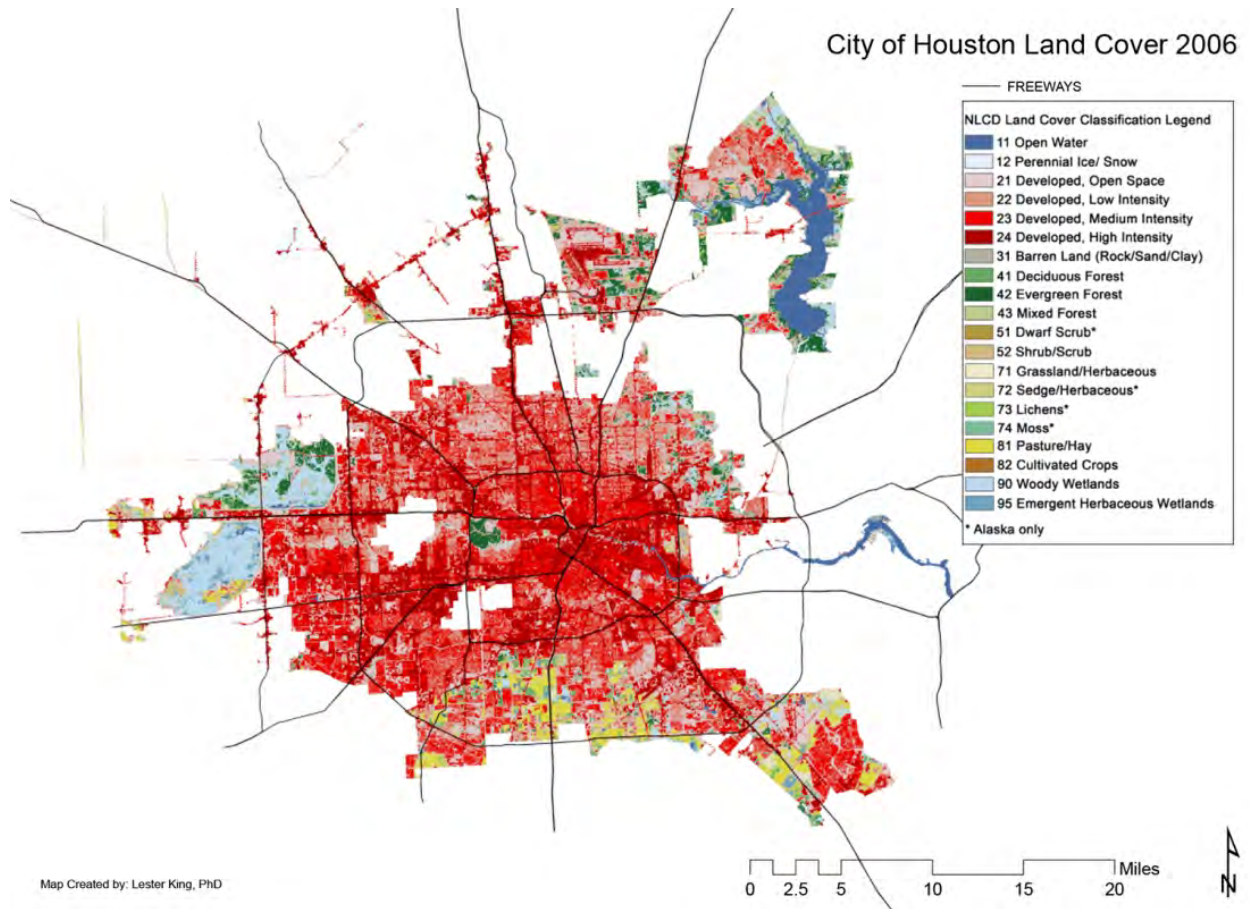 City of Houston Land Cover 2006
FREEWAYS
NLCD Land Cover Classification Legend
11 Open Water
12 Perennial Ice/ Snow
21 Developed, Open Space
22 Developed, Low Intensity
23 Developed, Medium Intensity
24 Developed, High Intensity
31 Barren Land (Rock/Sand/Clay)
41 Deciduous Forest
42 Evergreen Forest
43 Mixed Forest
51 Dwarf Scrub*
52 Shrub/Scrub
71 Grassland/Herbaceous
72 Sedge/Herbaceous*
73 Lichens*
74 Moss*
81 Pasture/Hay
82 Cultivated Crops
90 Woody Wetlands
95 Emergent Herbaceous Wetlands
* Alaska only
Miles
0 2.5 5 10 15 20
N
Map Created by: Lester King, PhD